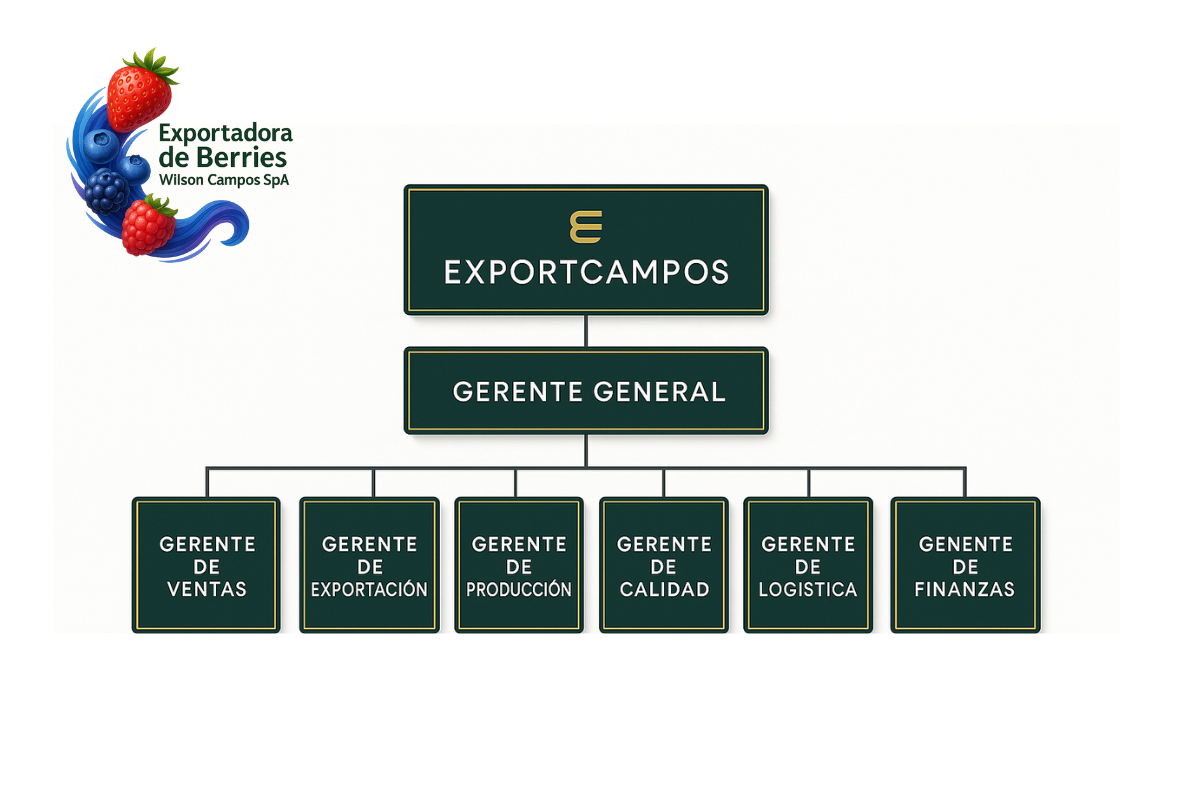 Exportadora
de Berries
Wilson Campos SpA
EXPORTCAMPOS
GERENTE GENERAL
GERENTE
DE
VENTAS
GERENTE
DE
EXPORTACIÓN
GERENTE
DE
PRODUCCIÓN
GERENTE
DE
CALIDAD
GERENTE
DE
LOGISTICA
GENENTE
DE
FINANZAS